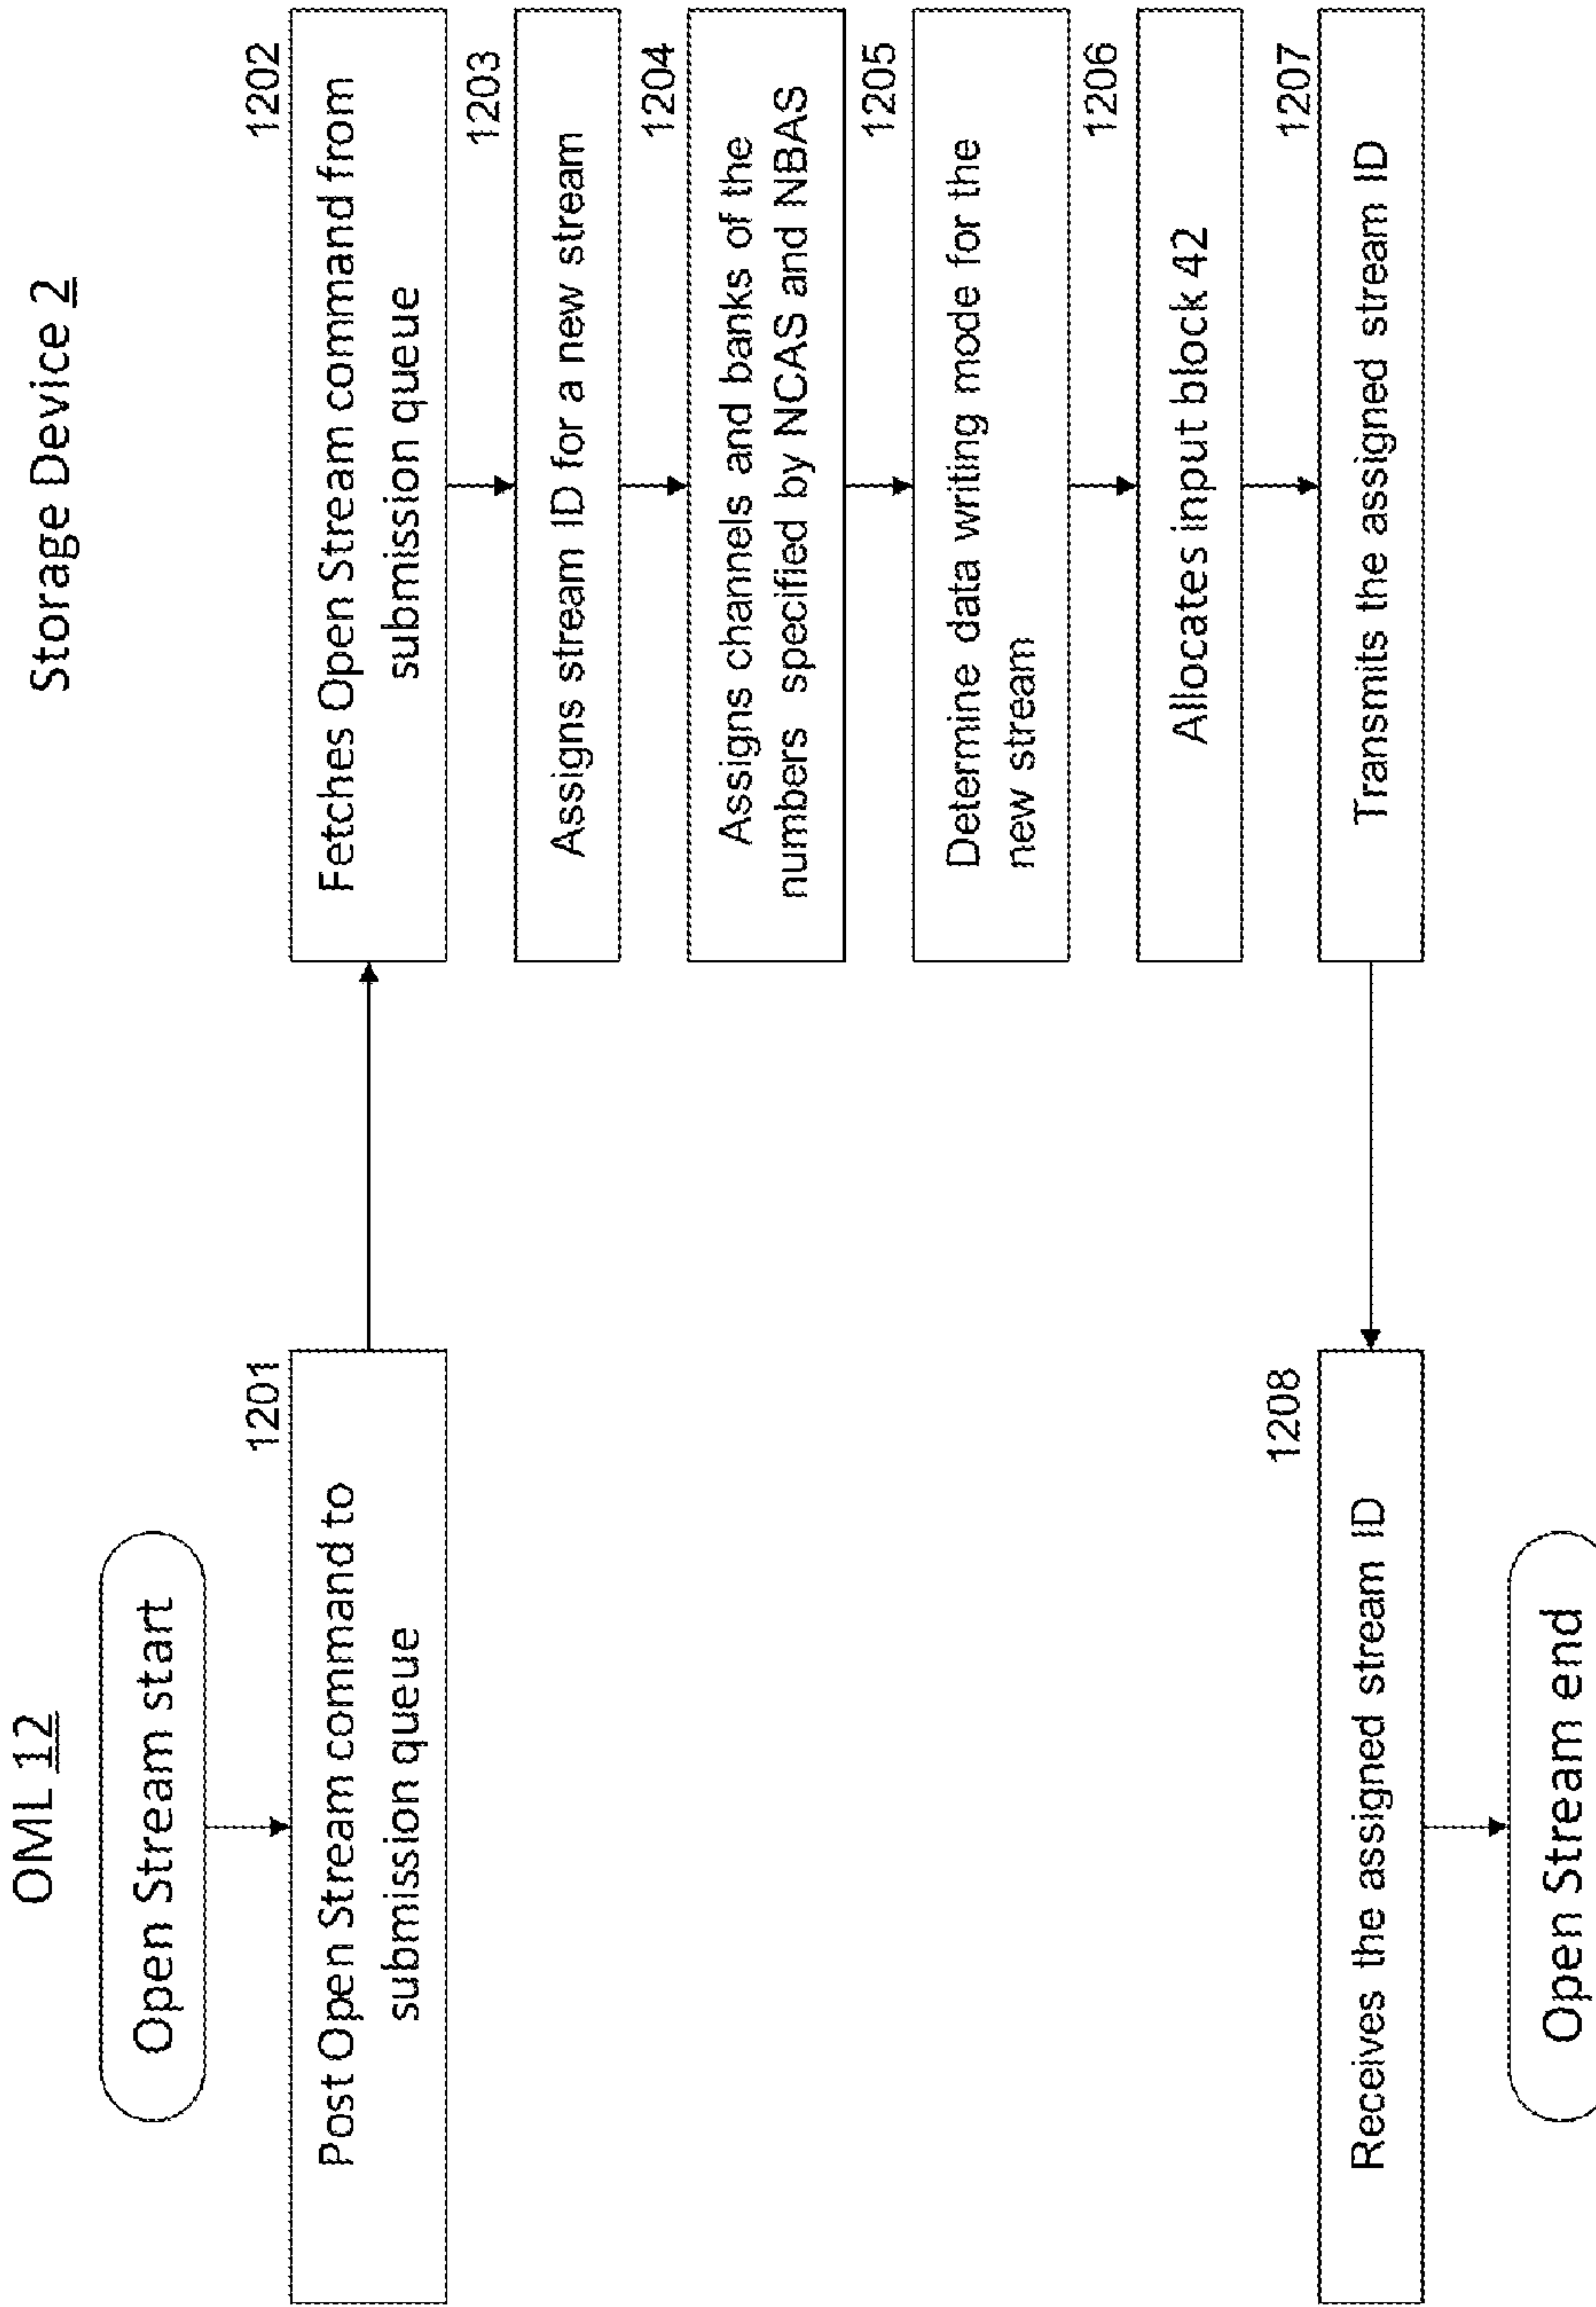 OML 12
Storage Device 2
Open Stream start
1201
Post Open Stream command to
submission queue
1202
Fetches Open Stream command from
submission queue
1203
Assigns stream ID for a new stream
1204
Assigns channels and banks of the
numbers specified by NCAS and NBAS
1205
Determine data writing mode for the
new stream
1206
Allocates input block 42
1207
Transmits the assigned stream ID
1208
Receives the assigned stream ID
Open Stream end